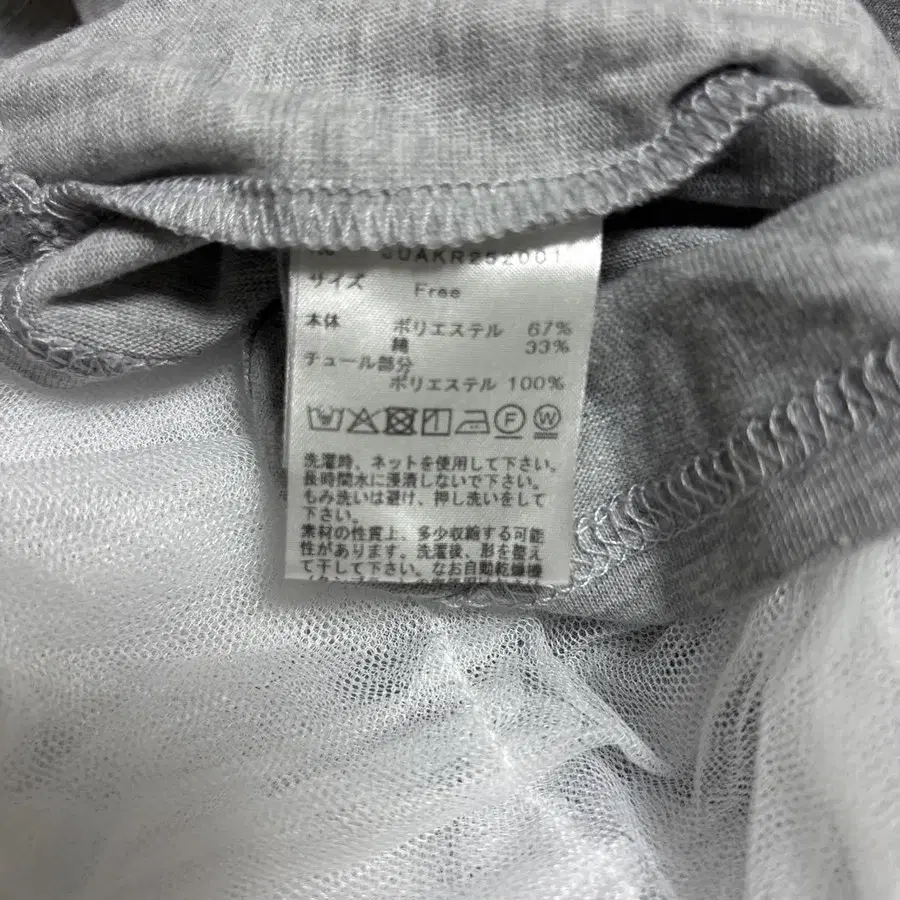 サイズ Free
本体 ポリエステル 67%
綿 33%
チュール部分
ポリエステル 100%
F W
洗濯時、ネットを使用して下さい。
長時間水に浸漬しないで下さい。
もみ洗いは避け、押し洗いをして
下さい。
素材の性質上、多少収縮する可能
性があります。洗濯後、形を整え
て干して下さい。なお自動乾燥機